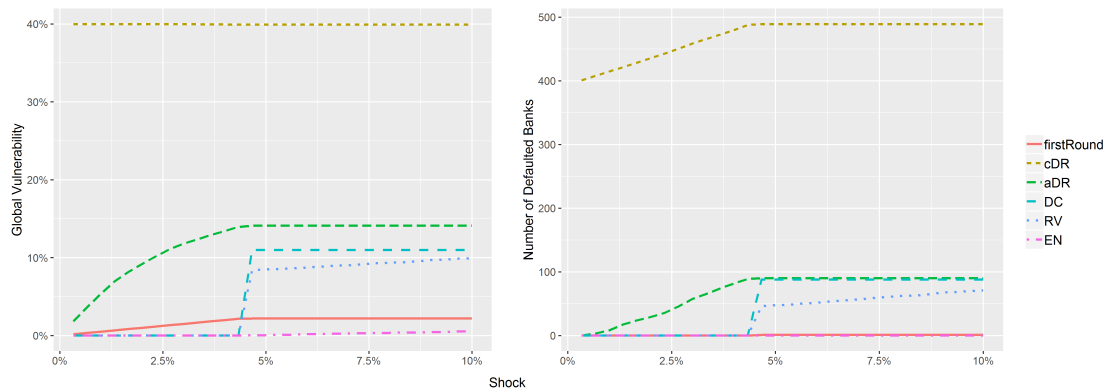 Global Vulnerability
40%
30%
20%
10%
0%
0%
2.5%
5%
7.5%
10%
Number of Defaulted Banks
500
400
300
200
100
0
0%
2.5%
5%
7.5%
10%
Shock
firstRound
cDR
aDR
DC
RV
EN